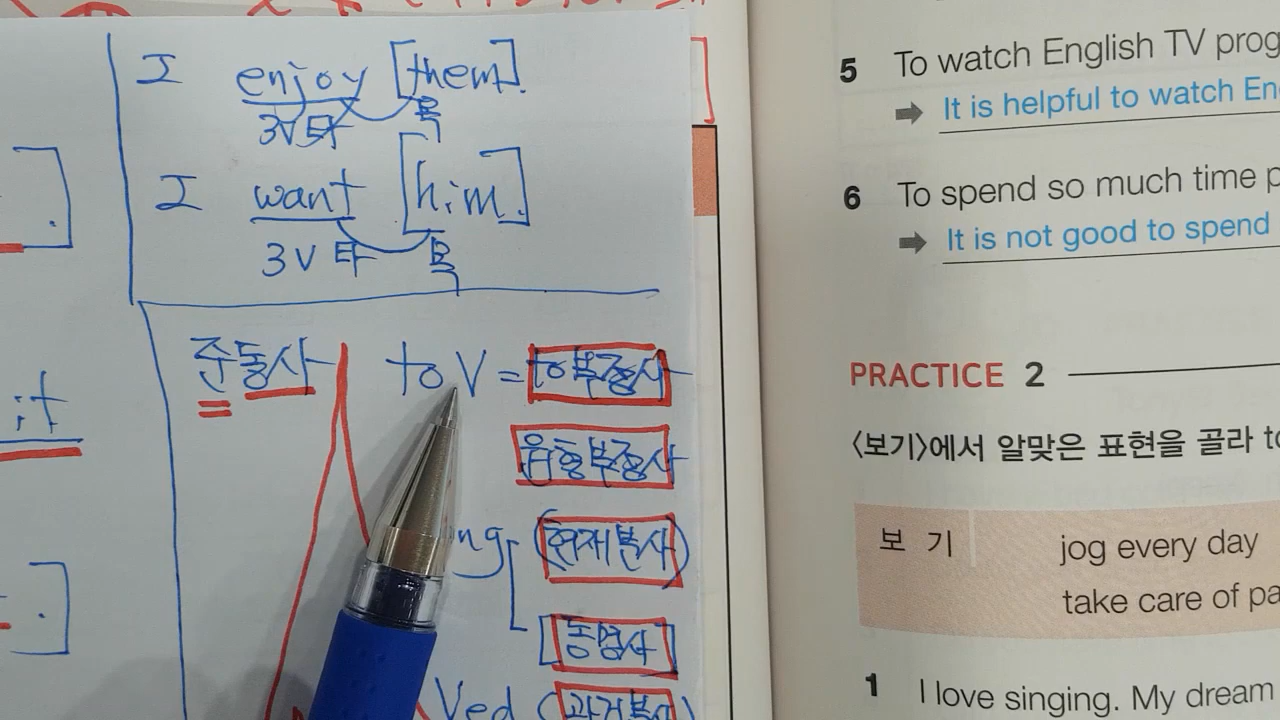 I enjoy [them].
3V타 목
I want [him].
3V타 목
it
준동사 to V = to부정사
원형부정사
ng (현재분사)
[동명사]
Ved (과거분사)
5 To watch English TV prog
➡ It is helpful to watch En
6 To spend so much time p
➡ It is not good to spend
PRACTICE 2
〈보기〉에서 알맞은 표현을 골라 to
보 기 jog every day
take care of pa
1 I love singing. My dream